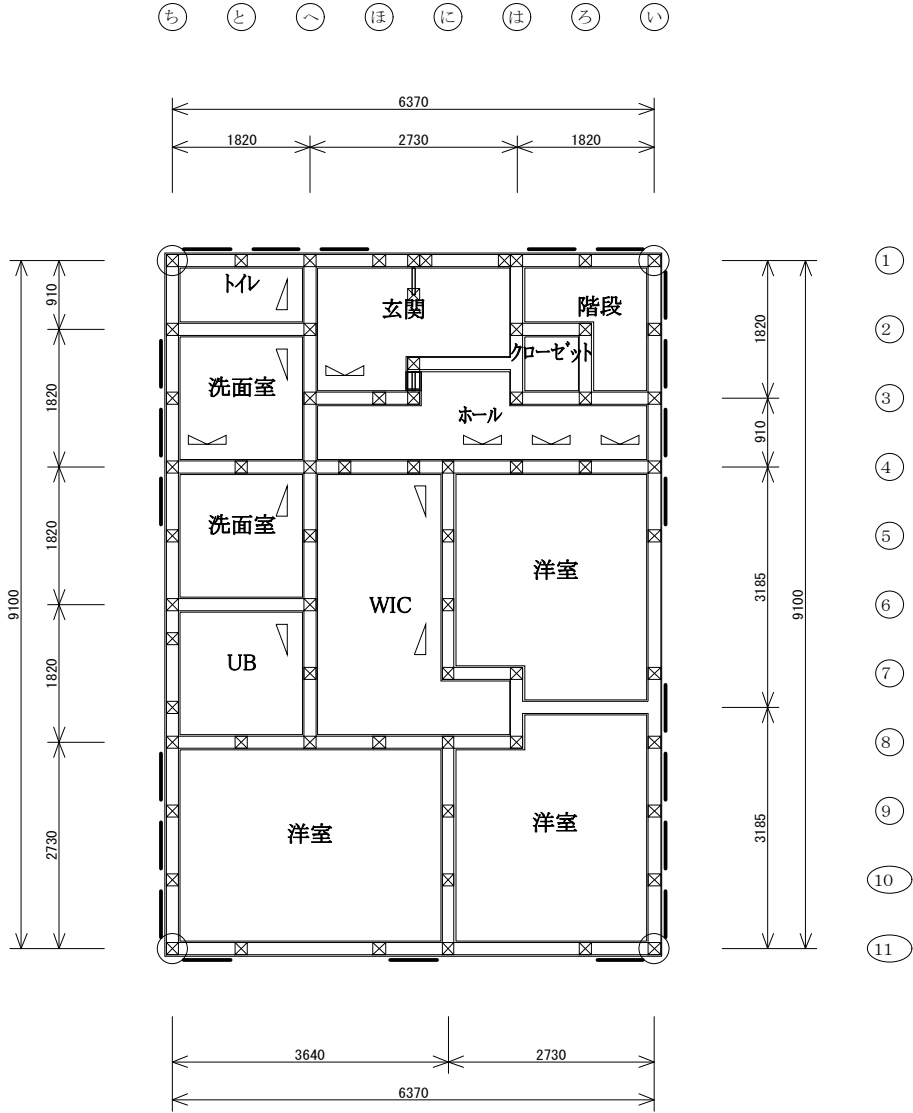 ち と へ ほ に は ろ い
6370
1820 2730 1820
①
②
③
④
⑤
⑥
⑦
⑧
⑨
⑩
⑪
9100
910
1820
1820
1820
2730
1820
910
3185
3185
9100
トイレ
玄関
階段
クローゼット
洗面室
ホール
洗面室
洋室
WIC
UB
洋室
洋室
3640 2730
6370